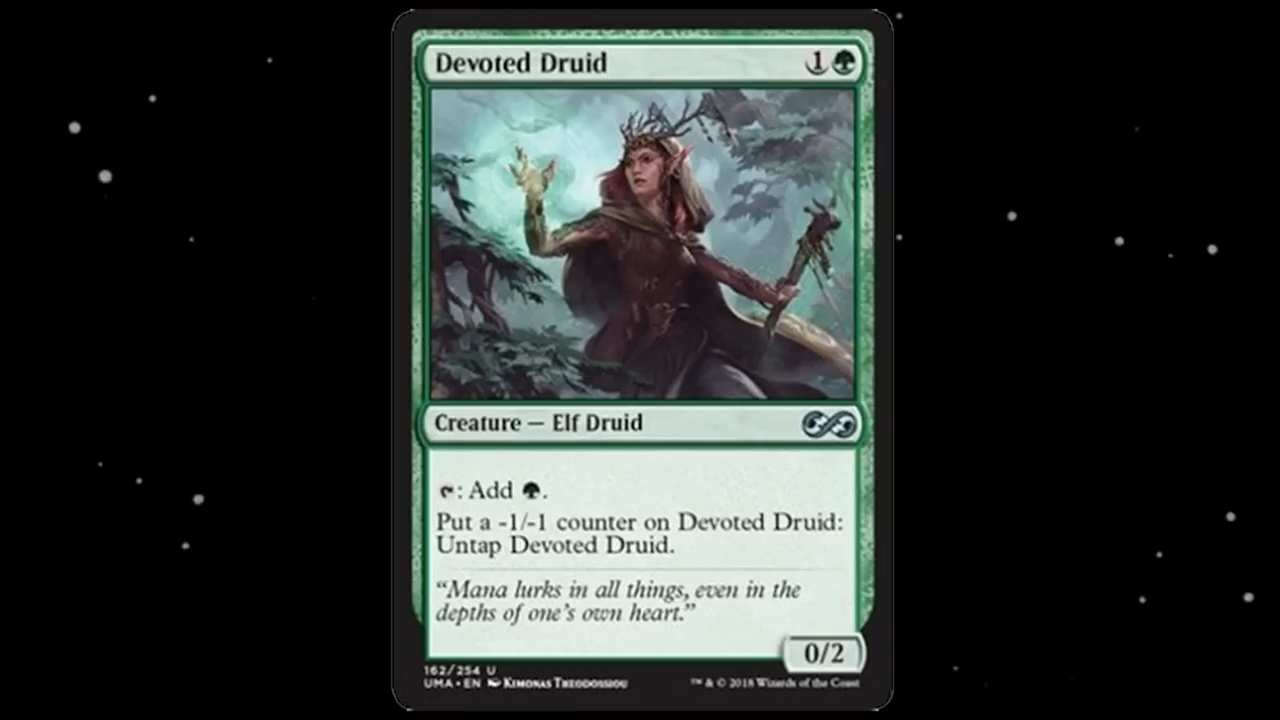 Devoted Druid 1
Creature — Elf Druid
: Add .
Put a -1/-1 counter on Devoted Druid:
Untap Devoted Druid.
“Mana lurks in all things, even in the
depths of one’s own heart.”
0/2
162/254 U
UMA • EN Kimonas Theodossiou
™ & © 2018 Wizards of the Coast